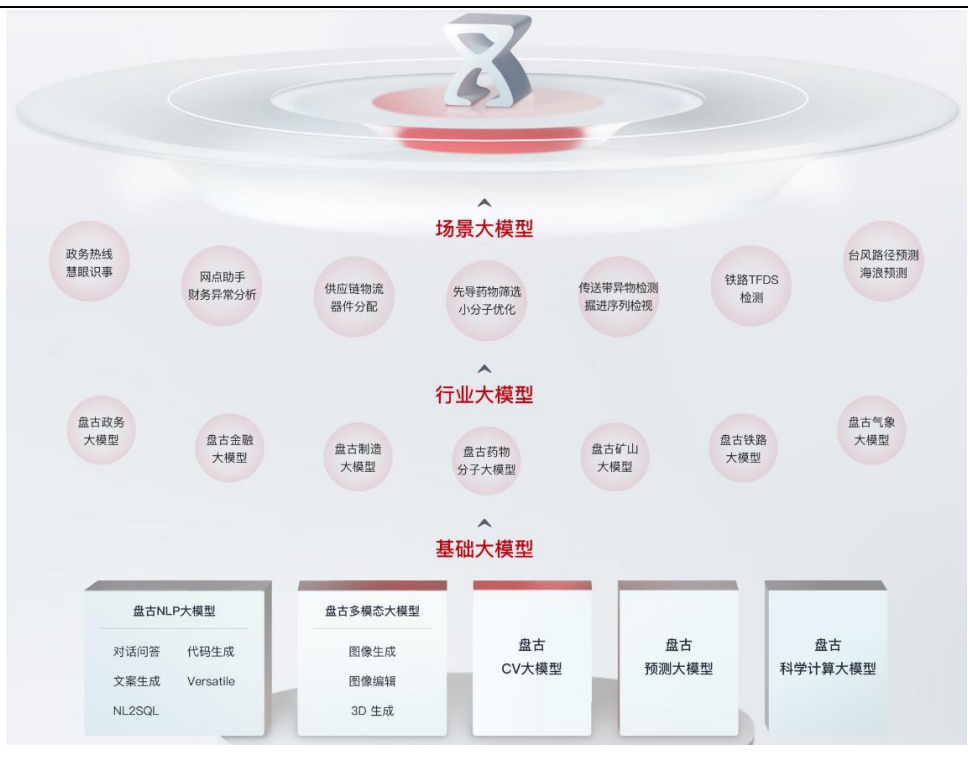 场景大模型
政务热线
慧眼识事
网点助手
财务异常分析
供应链物流
器件分配
先导药物筛选
小分子优化
传送带异物检测
掘进序列检视
铁路TFDS
检测
台风路径预测
海浪预测
行业大模型
盘古政务
大模型
盘古金融
大模型
盘古制造
大模型
盘古药物
分子大模型
盘古矿山
大模型
盘古铁路
大模型
盘古气象
大模型
基础大模型
盘古NLP大模型
对话问答 代码生成
文案生成 Versatile
NL2SQL
盘古多模态大模型
图像生成
图像编辑
3D 生成
盘古
CV大模型
盘古
预测大模型
盘古
科学计算大模型